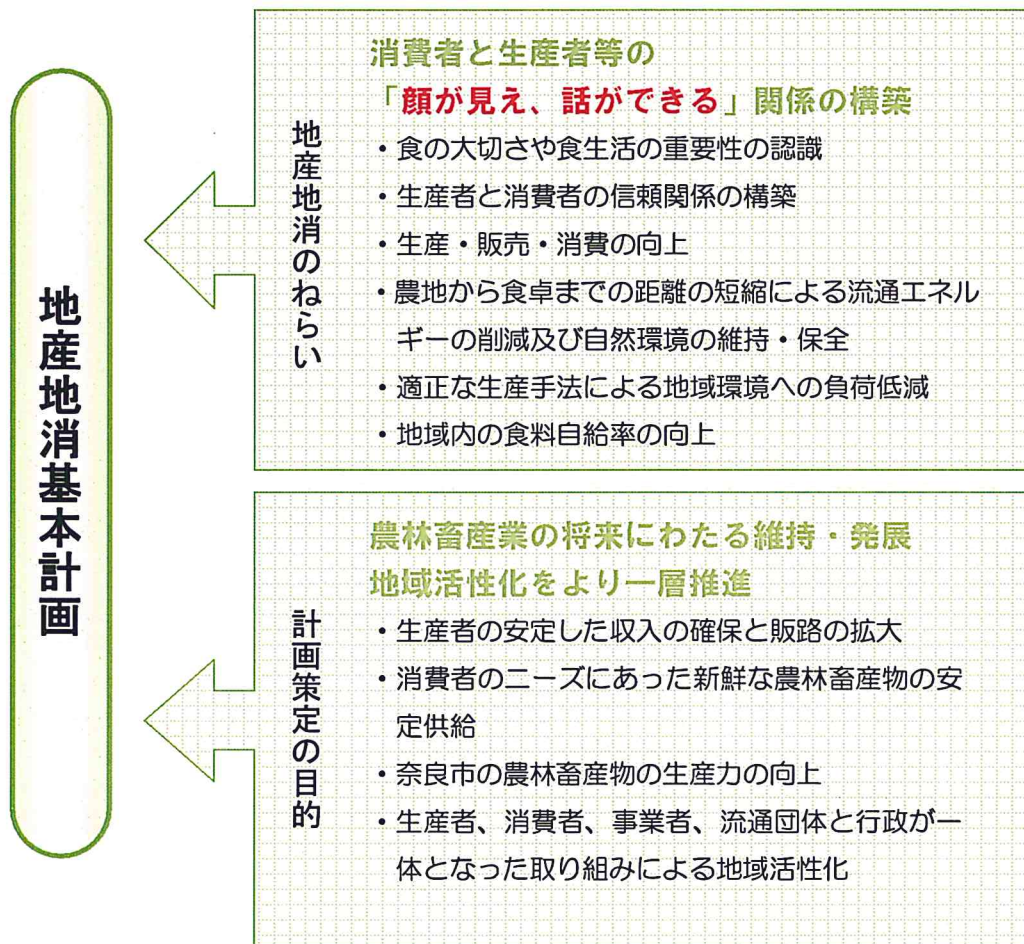 地産地消基本計画
地産地消のねらい
消費者と生産者等の
「顔が見え、話ができる」関係の構築
・食の大切さや食生活の重要性の認識
・生産者と消費者の信頼関係の構築
・生産・販売・消費の向上
・農地から食卓までの距離の短縮による流通エネル
ギーの削減及び自然環境の維持・保全
・適正な生産手法による地域環境への負荷低減
・地域内の食料自給率の向上
計画策定の目的
農林畜産業の将来にわたる維持・発展
地域活性化をより一層推進
・生産者の安定した収入の確保と販路の拡大
・消費者のニーズにあった新鮮な農林畜産物の安
定供給
・奈良市の農林畜産物の生産力の向上
・生産者、消費者、事業者、流通団体と行政が一
体となった取り組みによる地域活性化